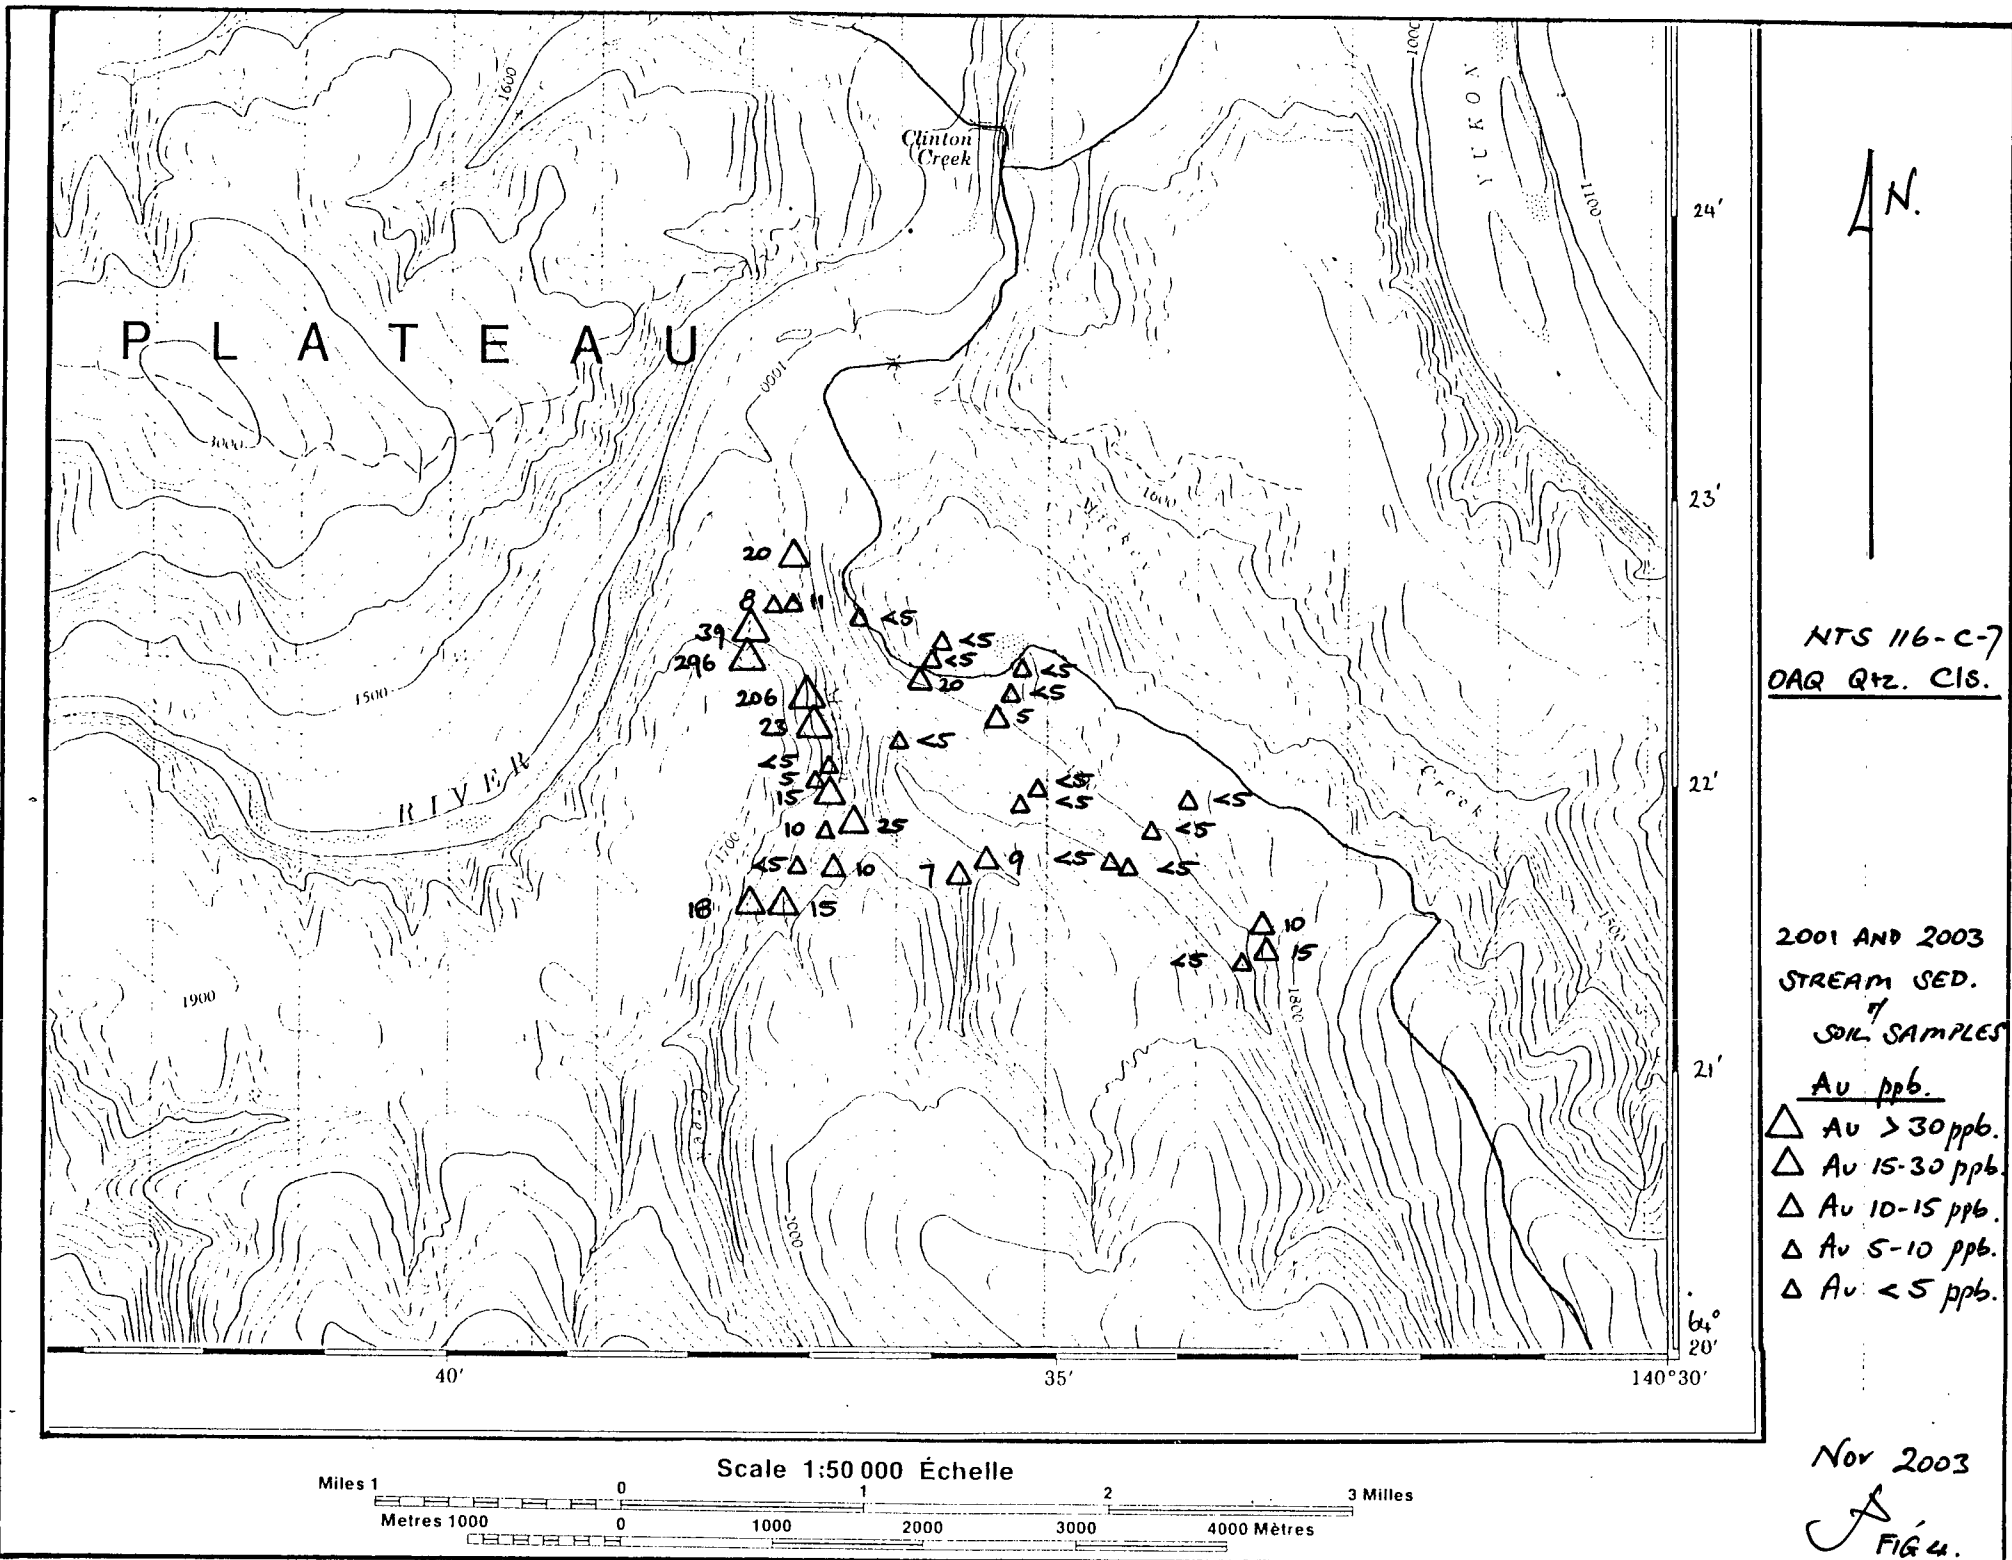 1600
Clinton
Creek
1000
YUKON
1100
24'
N.
PLATEAU
1000
3000
1600
23'
20
8
11
39
<5
<5
<5
296
<5
20
<5
206
5
23
<5
1500
NTS 116-C-7
OAQ Qtz. Cls.
<5
5
15
<5
<5
<5
22'
RIVER
Creek
10
25
<5
1700
<5
10
7
9
<5
<5
18
15
10
15
<5
1500
1900
1800
2001 AND 2003
STREAM SED.
SOIL SAMPLES
21'
Au ppb.
Au >30 ppb.
Au 15-30 ppb.
Au 10-15 ppb.
Au 5-10 ppb.
Au <5 ppb.
Creek
2000
64°
20'
40'
35'
140°30'
Scale 1:50 000 Échelle
Miles 1 0 1 2 3 Milles
Metres 1000 0 1000 2000 3000 4000 Mètres
Nov 2003
FIG 4.